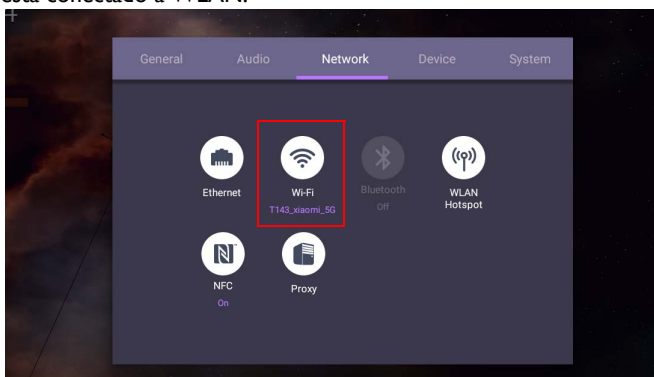 está conectado à WLAN.
General Audio Network Device System
Ethernet Wi-Fi Bluetooth WLAN
T143_xiaomi_5G Off Hotspot
NFC Proxy
On